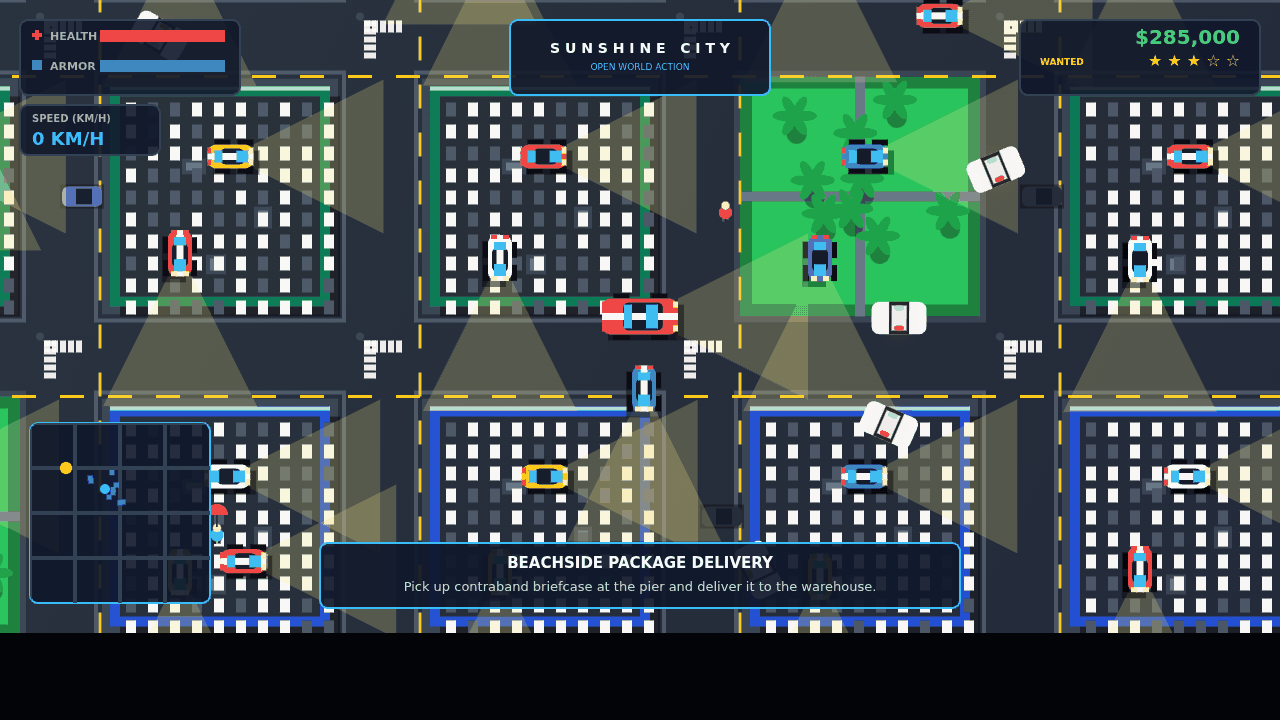 HEALTH
ARMOR
SPEED (KM/H)
0 KM/H
SUNSHINE CITY
OPEN WORLD ACTION
$285,000
WANTED ★★★☆☆
BEACHSIDE PACKAGE DELIVERY
Pick up contraband briefcase at the pier and deliver it to the warehouse.